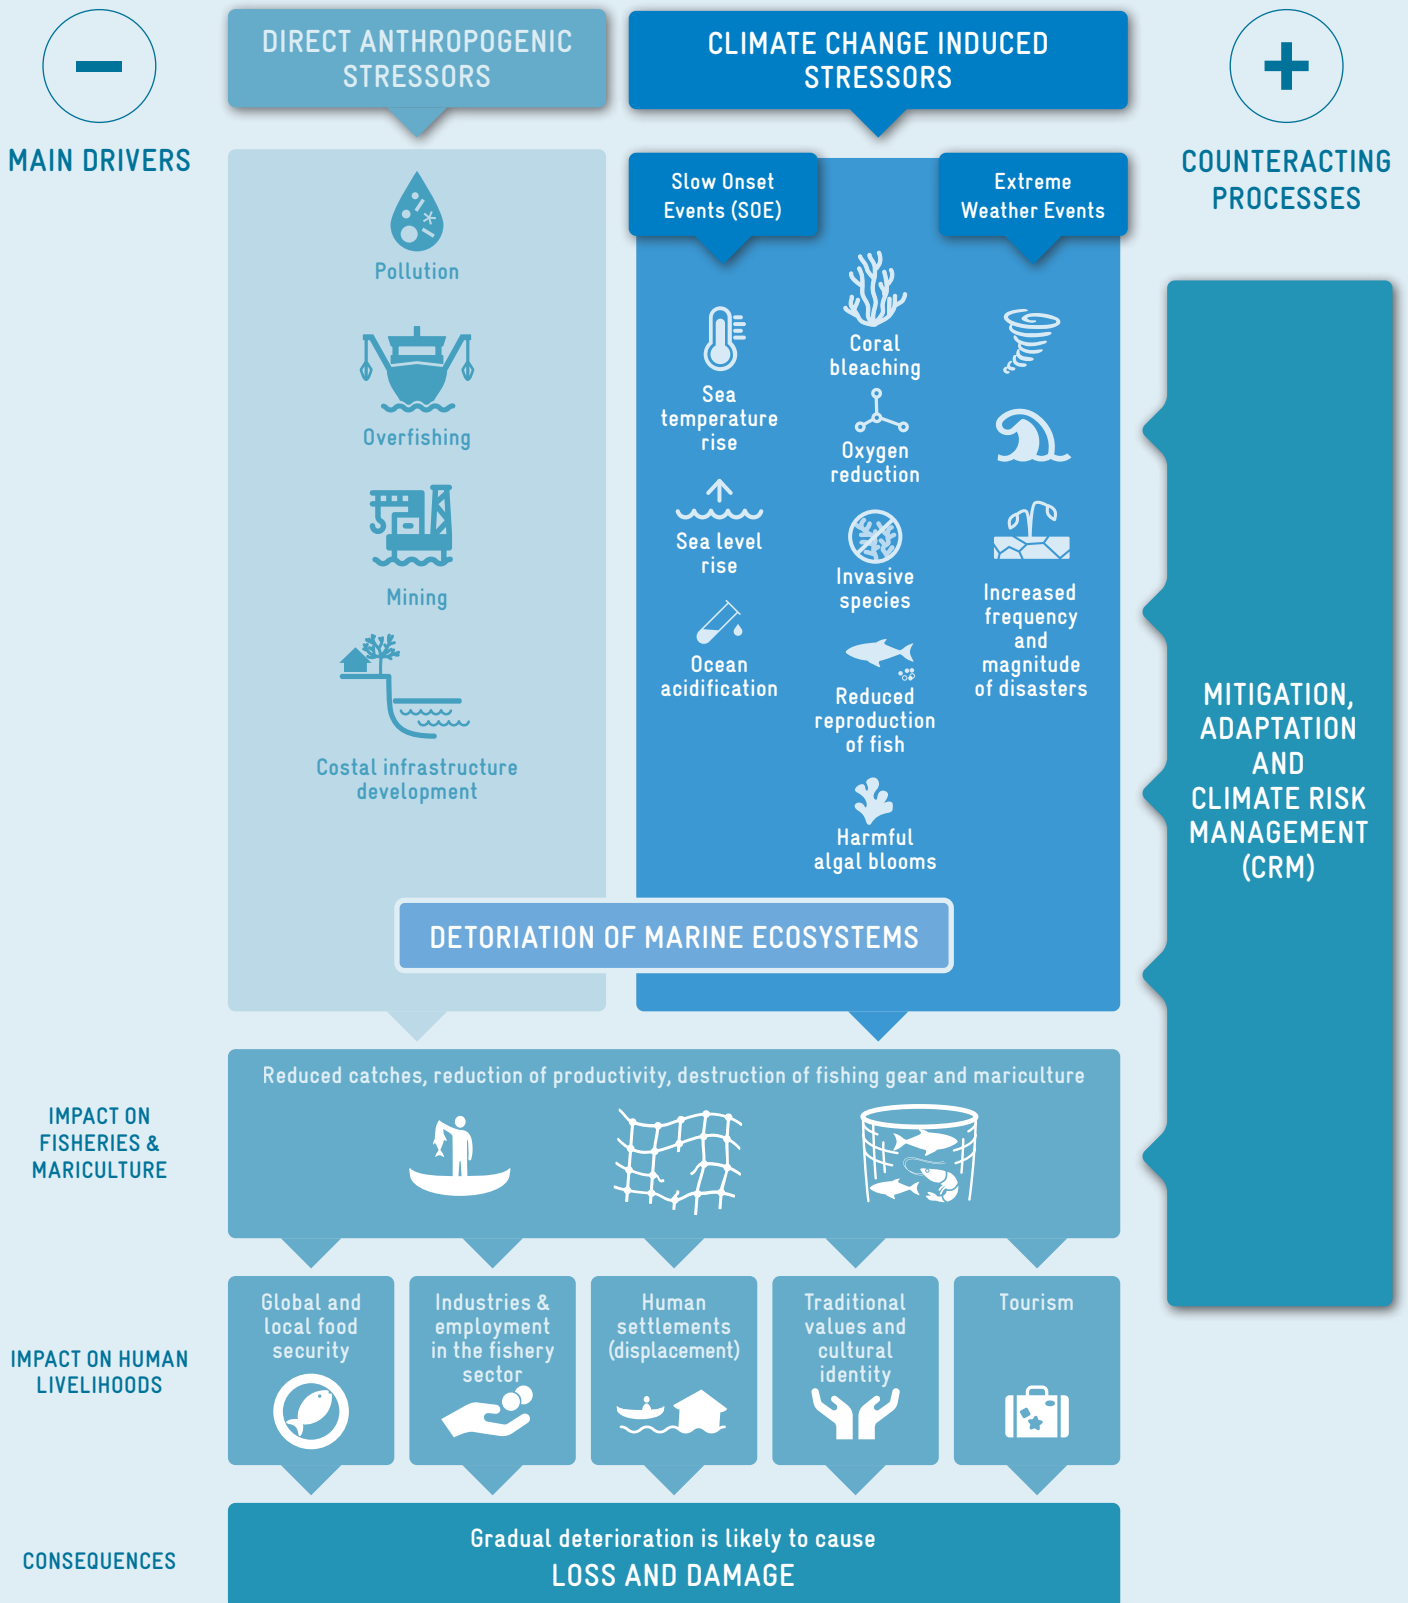 MAIN DRIVERS
DIRECT ANTHROPOGENIC
STRESSORS
Pollution
Overfishing
Mining
Costal infrastructure
development
CLIMATE CHANGE INDUCED
STRESSORS
Slow Onset
Events (SOE)
Sea
temperature
rise
Sea level
rise
Ocean
acidification
Coral
bleaching
Oxygen
reduction
Invasive
species
Reduced
reproduction
of fish
Harmful
algal blooms
Extreme
Weather Events
Increased
frequency
and
magnitude
of disasters
COUNTERACTING
PROCESSES
MITIGATION,
ADAPTATION
AND
CLIMATE RISK
MANAGEMENT
(CRM)
DETORIATION OF MARINE ECOSYSTEMS
IMPACT ON
FISHERIES &
MARICULTURE
Reduced catches, reduction of productivity, destruction of fishing gear and mariculture
IMPACT ON HUMAN
LIVELIHOODS
Global and
local food
security
Industries &
employment
in the fishery
sector
Human
settlements
(displacement)
Traditional
values and
cultural
identity
Tourism
CONSEQUENCES
Gradual deterioration is likely to cause
LOSS AND DAMAGE